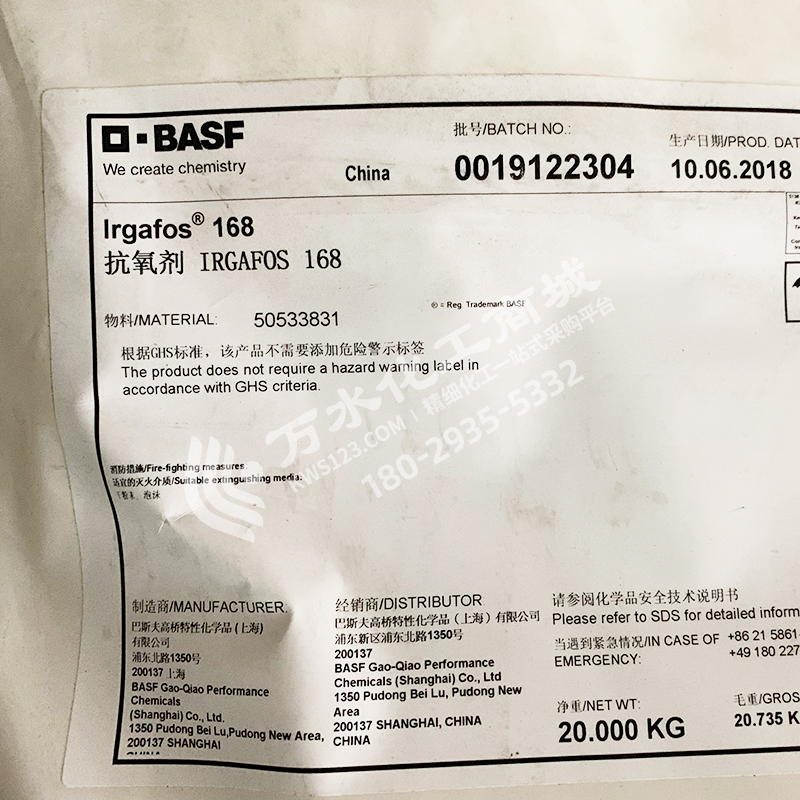 BASF
We create chemistry
China
批号/BATCH NO.:
0019122304
生产日期/PROD. DAT
10.06.2018
Irgafos® 168
抗氧剂 IRGAFOS 168
® = Reg. Trademark BASF
物料/MATERIAL: 50533831
根据GHS标准，该产品不需要添加危险警示标签
The product does not require a hazard warning label in
accordance with GHS criteria.
万水化工商城
NWS123.COM | 精细化工一站式采购平台
180-2935-5332
消防措施/Fire-fighting measures:
适宜的灭火介质/Suitable extinguishing media:
干粉末，泡沫
制造商/MANUFACTURER:
巴斯夫高桥特性化学品(上海)
有限公司
浦东北路1350号
200137 上海
BASF Gao-Qiao Performance
Chemicals
(Shanghai) Co., Ltd.
1350 Pudong Bei Lu,Pudong New Area,
200137 SHANGHAI
CHINA
经销商/DISTRIBUTOR
巴斯夫高桥特性化学品（上海）有限公司
浦东新区浦东北路1350号
200137
BASF Gao-Qiao Performance
Chemicals (Shanghai) Co., Ltd
1350 Pudong Bei Lu, Pudong New
Area
200137 SHANGHAI, CHINA
CHINA
请参阅化学品安全技术说明书
Please refer to SDS for detailed inform
当遇到紧急情况/IN CASE OF
EMERGENCY:
+86 21 5861-
+49 180 227
净重/NET WT:
20.000 KG
毛重/GROS
20.735 K